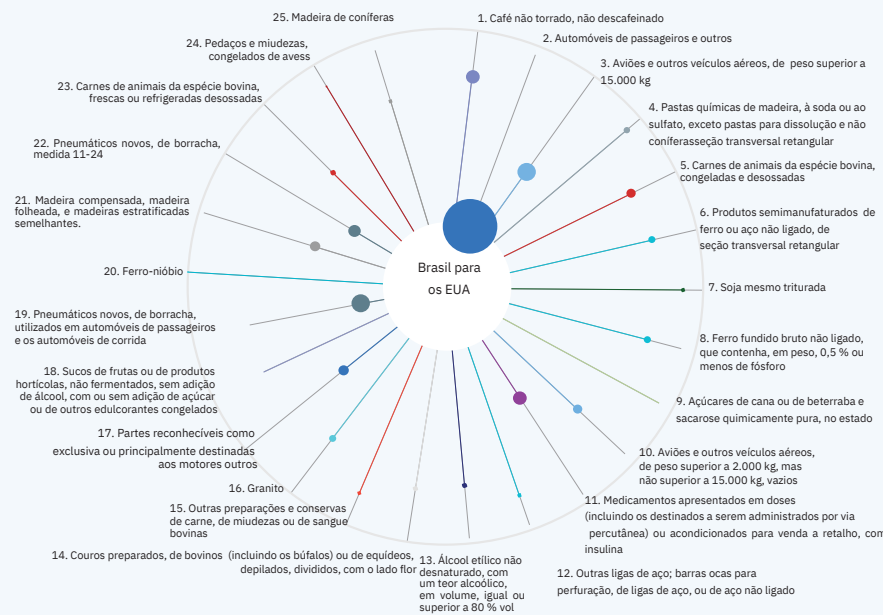 1. Café não torrado, não descafeinado
2. Automóveis de passageiros e outros
3. Aviões e outros veículos aéreos, de peso superior a
15.000 kg
4. Pastas químicas de madeira, à soda ou ao
sulfato, exceto pastas para dissolução e não
coníferasseção transversal retangular
5. Carnes de animais da espécie bovina,
congeladas e desossadas
6. Produtos semimanufaturados de
ferro ou aço não ligado, de
seção transversal retangular
7. Soja mesmo triturada
8. Ferro fundido bruto não ligado,
que contenha, em peso, 0,5 % ou
menos de fósforo
9. Açúcares de cana ou de beterraba e
sacarose quimicamente pura, no estado
10. Aviões e outros veículos aéreos,
de peso superior a 2.000 kg, mas
não superior a 15.000 kg, vazios
11. Medicamentos apresentados em doses
(incluindo os destinados a serem administrados por via
percutânea) ou acondicionados para venda a retalho, com
insulina
12. Outras ligas de aço; barras ocas para
perfuração, de ligas de aço, ou de aço não ligado
13. Álcool etílico não
desnaturado, com
um teor alcoólico,
em volume, igual ou
superior a 80 % vol
14. Couros preparados, de bovinos (incluindo os búfalos) ou de equídeos,
depilados, divididos, com o lado flor
15. Outras preparações e conservas
de carne, de miudezas ou de sangue
bovinas
16. Granito
17. Partes reconhecíveis como
exclusiva ou principalmente destinadas
aos motores outros
18. Sucos de frutas ou de produtos
hortícolas, não fermentados, sem adição
de álcool, com ou sem adição de açúcar
ou de outros edulcorantes congelados
19. Pneumáticos novos, de borracha,
utilizados em automóveis de passageiros
e os automóveis de corrida
20. Ferro-nióbio
21. Madeira compensada, madeira
folheada, e madeiras estratificadas
semelhantes.
22. Pneumáticos novos, de borracha,
medida 11-24
23. Carnes de animais da espécie bovina,
frescas ou refrigeradas desossadas
24. Pedaços e miudezas,
congelados de avess
25. Madeira de coníferas
Brasil para
os EUA